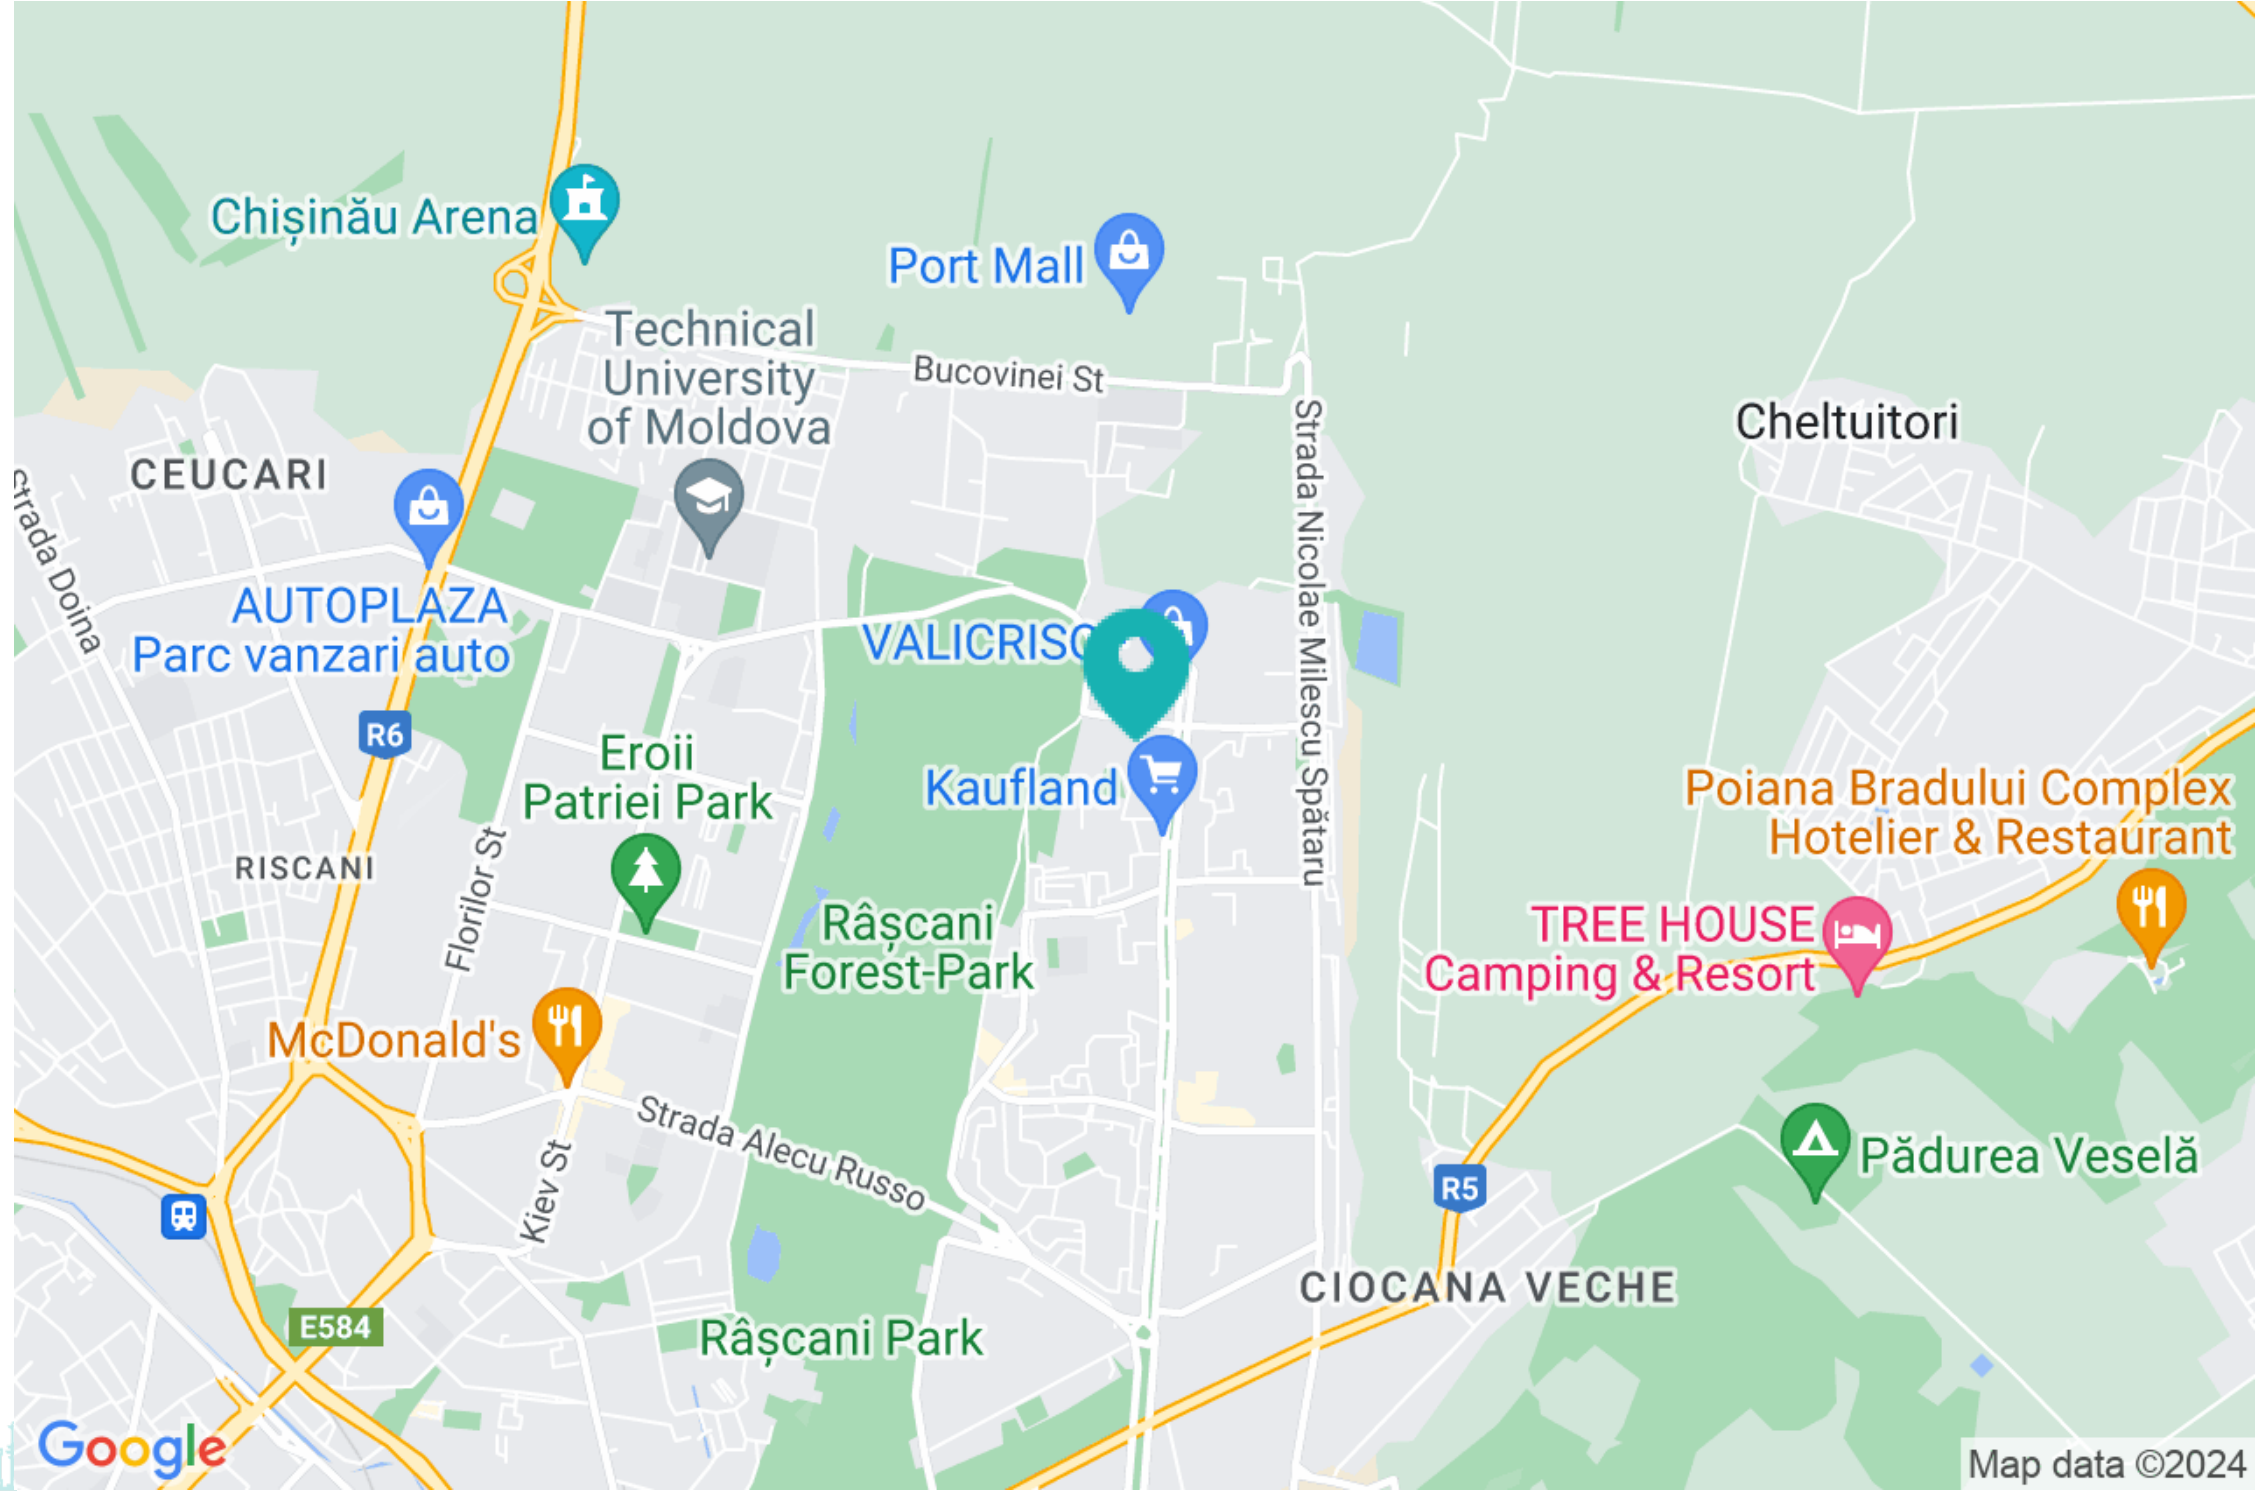 Chișinău Arena
Port Mall
Technical
University
of Moldova
Bucovinei St
Cheltuitori
CEUCARI
Strada Nicolae Milescu Spătaru
Strada Doina
AUTOPLAZA
Parc vanzari auto
VALICRISC
R6
Eroii
Patriei Park
Kaufland
Poiana Bradului Complex
Hotelier & Restaurant
RISCANI
Florilor St
Râșcani
Forest-Park
TREE HOUSE
Camping & Resort
McDonald's
Strada Alecu Russo
Kiev St
Pădurea Veselă
R5
CIOCANA VECHE
E584
Râșcani Park
Google
Map data ©2024